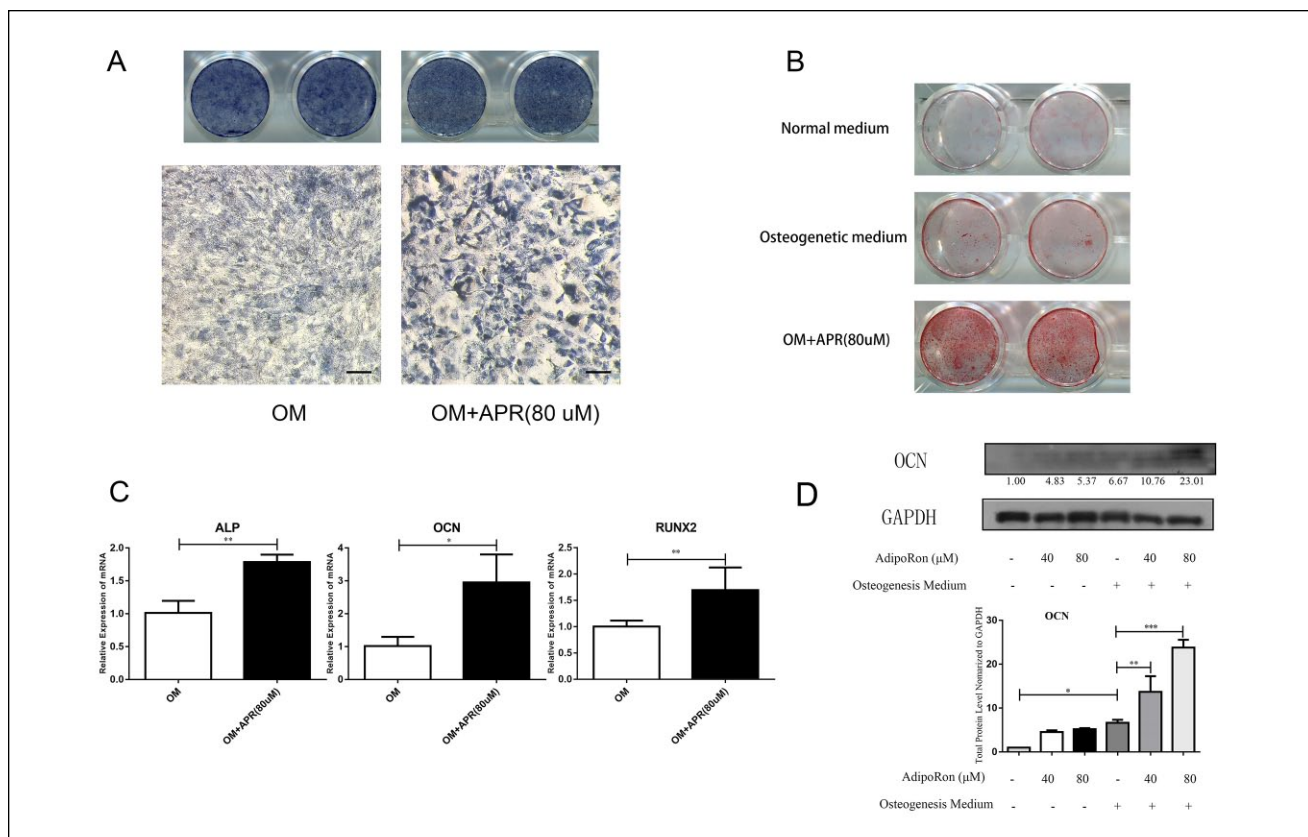 A
B
Normal medium
Osteogenetic medium
OM+APR(80uM)
OM
OM+APR(80 uM)
C
ALP
**
Relative Expression of mRNA
2.0
1.5
1.0
0.5
0.0
OM
OM+APR(80uM)
OCN
*
Relative Expression of mRNA
4
3
2
1
0
OM
OM+APR(80uM)
RUNX2
**
Relative Expression of mRNA
2.5
2.0
1.5
1.0
0.5
0.0
OM
OM+APR(80uM)
D
OCN
1.00 4.83 5.37 6.67 10.76 23.01
GAPDH
AdipoRon (μM) - 40 80 - 40 80
Osteogenesis Medium - - - + + +
OCN
Total Protein Level Nomarized to GAPDH
30
20
10
0
*
**
***
AdipoRon (μM) - 40 80 - 40 80
Osteogenesis Medium - - - + + +